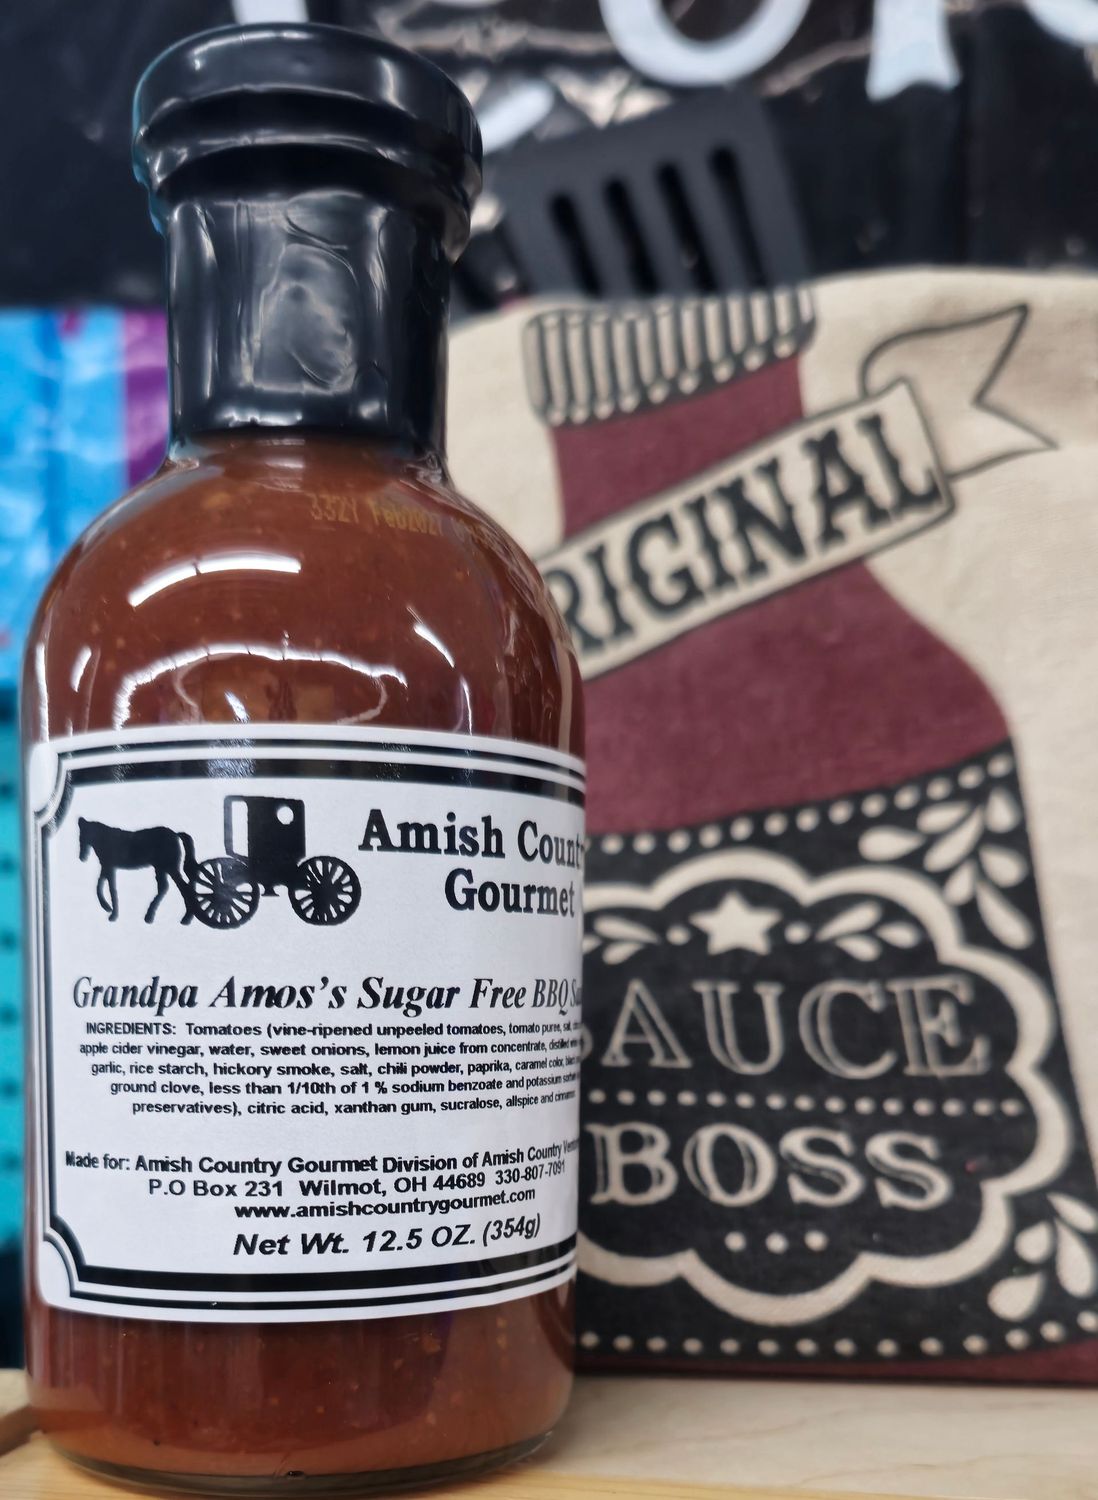 3321 Feb2027
RIGINAL
Amish Count
Gourmet
Grandpa Amos's Sugar Free BBQ
INGREDIENTS: Tomatoes (vine-ripened unpeeled tomatoes, tomato puree, salt,
apple cider vinegar, water, sweet onions, lemon juice from concentrate, distilled
garlic, rice starch, hickory smoke, salt, chili powder, paprika, caramel color,
ground clove, less than 1/10th of 1 % sodium benzoate and potassium
preservatives), citric acid, xanthan gum, sucralose, allspice and
Made for: Amish Country Gourmet Division of Amish Country
P.O Box 231 Wilmot, OH 44689 330-807-7091
www.amishcountrygourmet.com
Net Wt. 12.5 OZ. (354g)
AUCE
BOSS